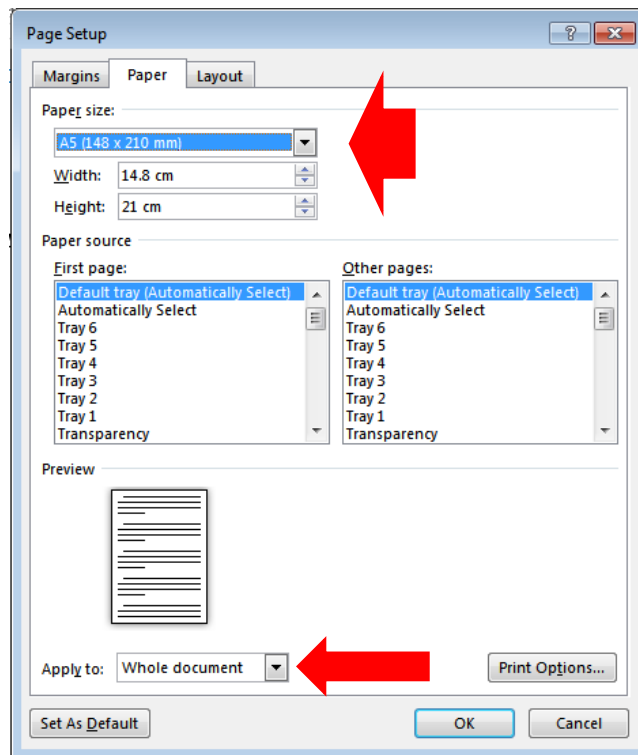 Page Setup
Margins Paper Layout
Paper size:
A5 (148 x 210 mm)
Width: 14.8 cm
Height: 21 cm
Paper source
First page: Other pages:
Default tray (Automatically Select) Default tray (Automatically Select)
Automatically Select Automatically Select
Tray 6 Tray 6
Tray 5 Tray 5
Tray 4 Tray 4
Tray 3 Tray 3
Tray 2 Tray 2
Tray 1 Tray 1
Transparency Transparency
Preview
Apply to: Whole document Print Options...
Set As Default OK Cancel